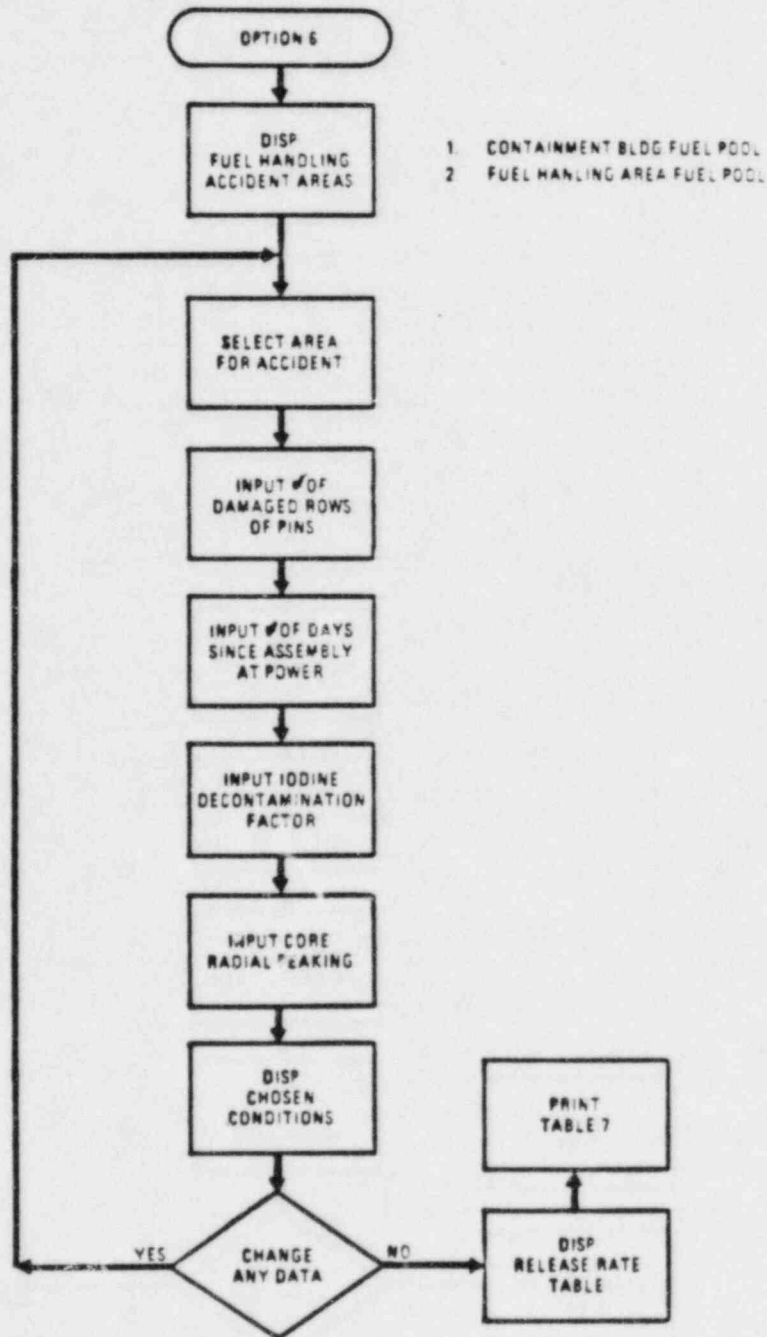 OPTION 6
DISP
FUEL HANDLING
ACCIDENT AREAS
1. CONTAINMENT BLDG FUEL POOL
2 FUEL HANLING AREA FUEL POOL
SELECT AREA
FOR ACCIDENT
INPUT # OF
DAMAGED ROWS
OF PINS
INPUT # OF DAYS
SINCE ASSEMBLY
AT POWER
INPUT IODINE
DECONTAMINATION
FACTOR
INPUT CORE
RADIAL PEAKING
DISP
CHOSEN
CONDITIONS
PRINT
TABLE 7
YES
CHANGE
ANY DATA
NO
DISP
RELEASE RATE
TABLE